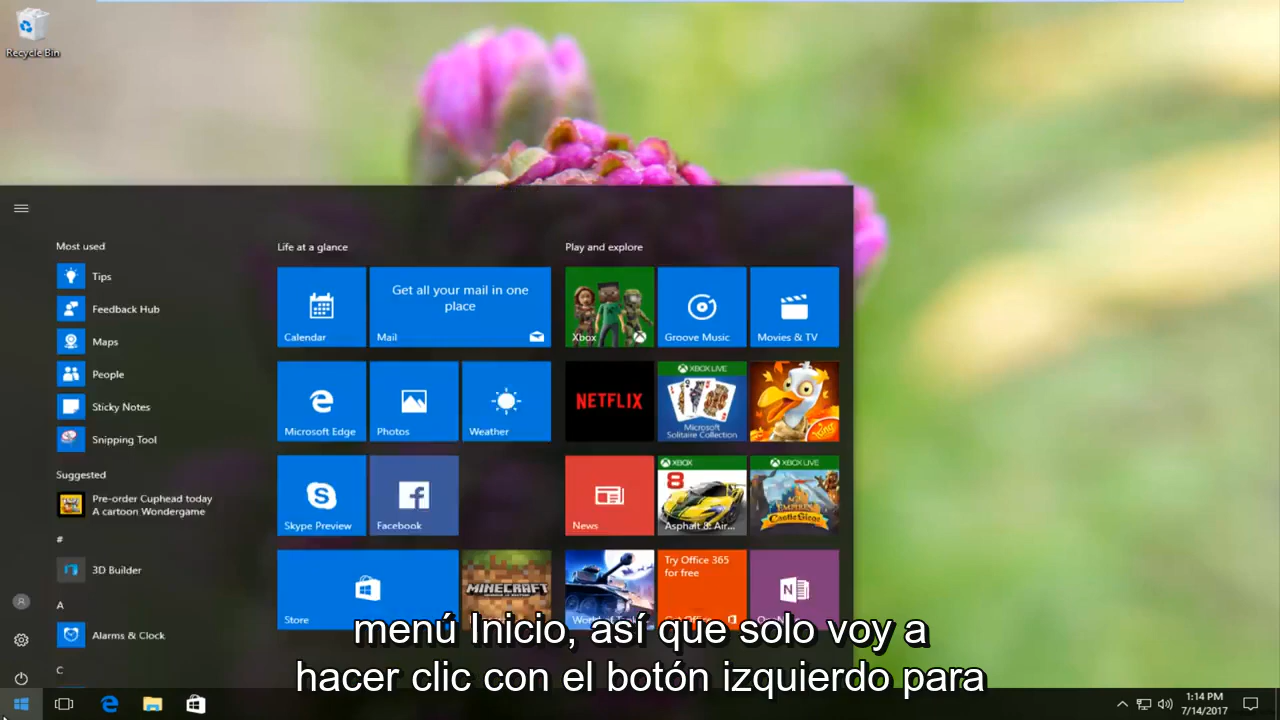 Recycle Bin
Most used
Tips
Feedback Hub
Maps
People
Sticky Notes
Snipping Tool
Suggested
Pre-order Cuphead today
A cartoon Wondergame
#
3D Builder
A
Alarms & Clock
C
Life at a glance
Calendar
Get all your mail in one
place
Mail
Microsoft Edge
Photos
Weather
Skype Preview
Facebook
Store
MINECRAFT
Play and explore
Xbox
Groove Music
Movies & TV
NETFLIX
XBOX LIVE
Microsoft
Solitaire Collection
News
XBOX
8
Asphalt 8: Air...
XBOX LIVE
CastleSiege
Try Office 365
for free
menú Inicio, así que solo voy a
hacer clic con el botón izquierdo para
1:14 PM
7/14/2017